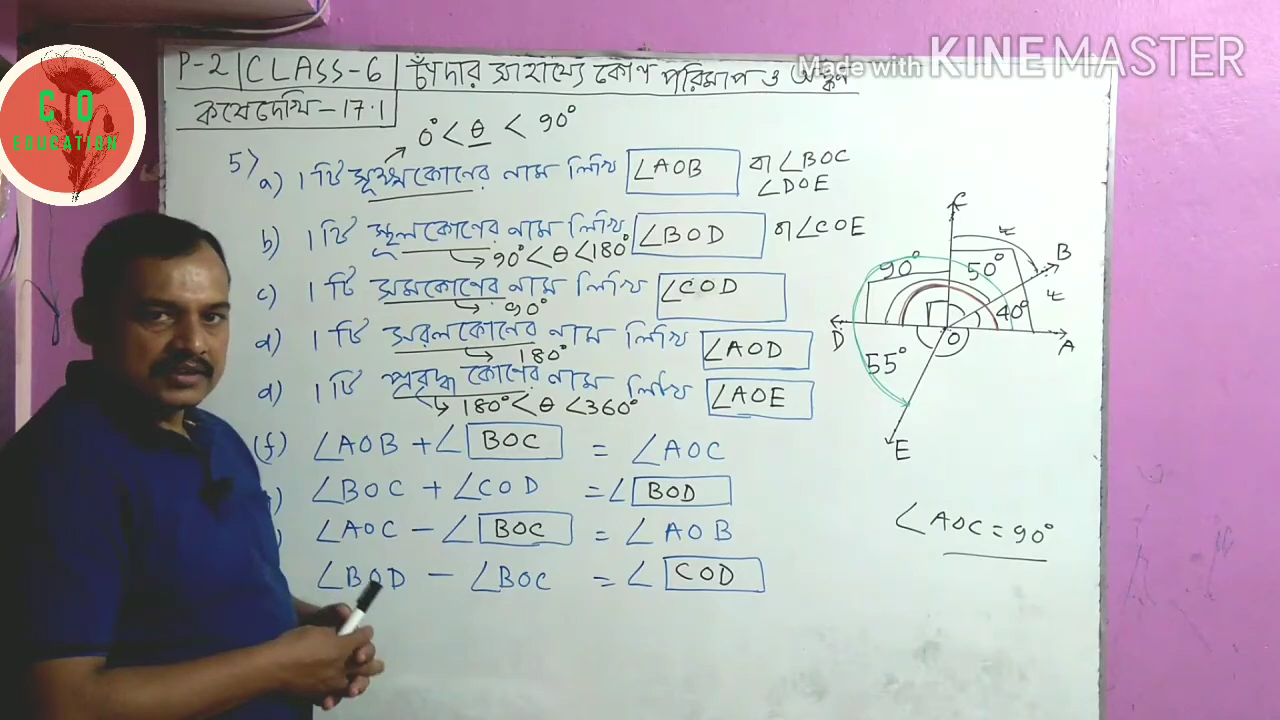 Made with KINEMASTER
CO
EDUCATION
P-2 | CLASS-6 | চাঁদার সাহায্যে কোণ পরিমাপ ও অঙ্কণ
কষেদেখি-17.1
0° < θ < 90°
5) a) 1টি সূক্ষ্মকোণের নাম লিখি ∠AOB বা ∠BOC
∠DOE
b) 1টি স্থূলকোণের নাম লিখি ∠BOD বা ∠COE
90° < θ < 180°
c) 1টি সমকোণের নাম লিখি ∠COD
90°
d) 1টি সরলকোণের নাম লিখি ∠AOD
180°
d) 1টি প্রবৃদ্ধ কোণের নাম লিখি ∠AOE
180° < θ < 360°
(f) ∠AOB + ∠BOC = ∠AOC
∠BOC + ∠COD = ∠BOD
∠AOC - ∠BOC = ∠AOB
∠BOD - ∠BOC = ∠COD
C
B
90°
50°
40°
D
O
A
55°
E
∠AOC = 90°